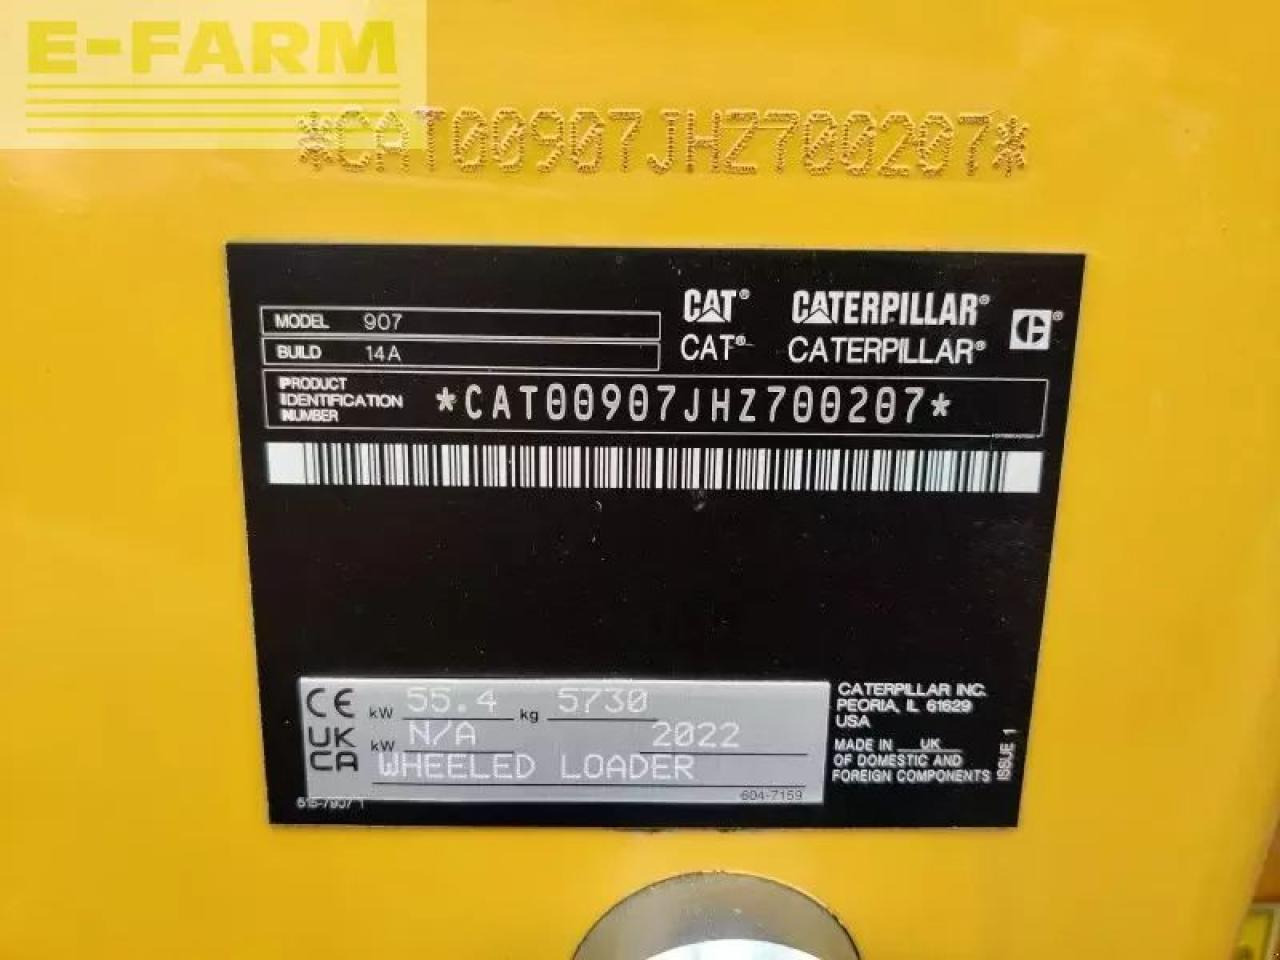 E-FARM
*CAT00907JHZ700207*
CAT® CATERPILLAR®
CAT® CATERPILLAR®
MODEL 907
BUILD 14A
PRODUCT
IDENTIFICATION
NUMBER
*CAT00907JHZ700207*
CE kW 55.4 kg 5730
UK
CA
kW N/A 2022
WHEELED LOADER
604-7159
CATERPILLAR INC.
PEORIA, IL 61629
USA
MADE IN UK
OF DOMESTIC AND
FOREIGN COMPONENTS
ISSUE 1